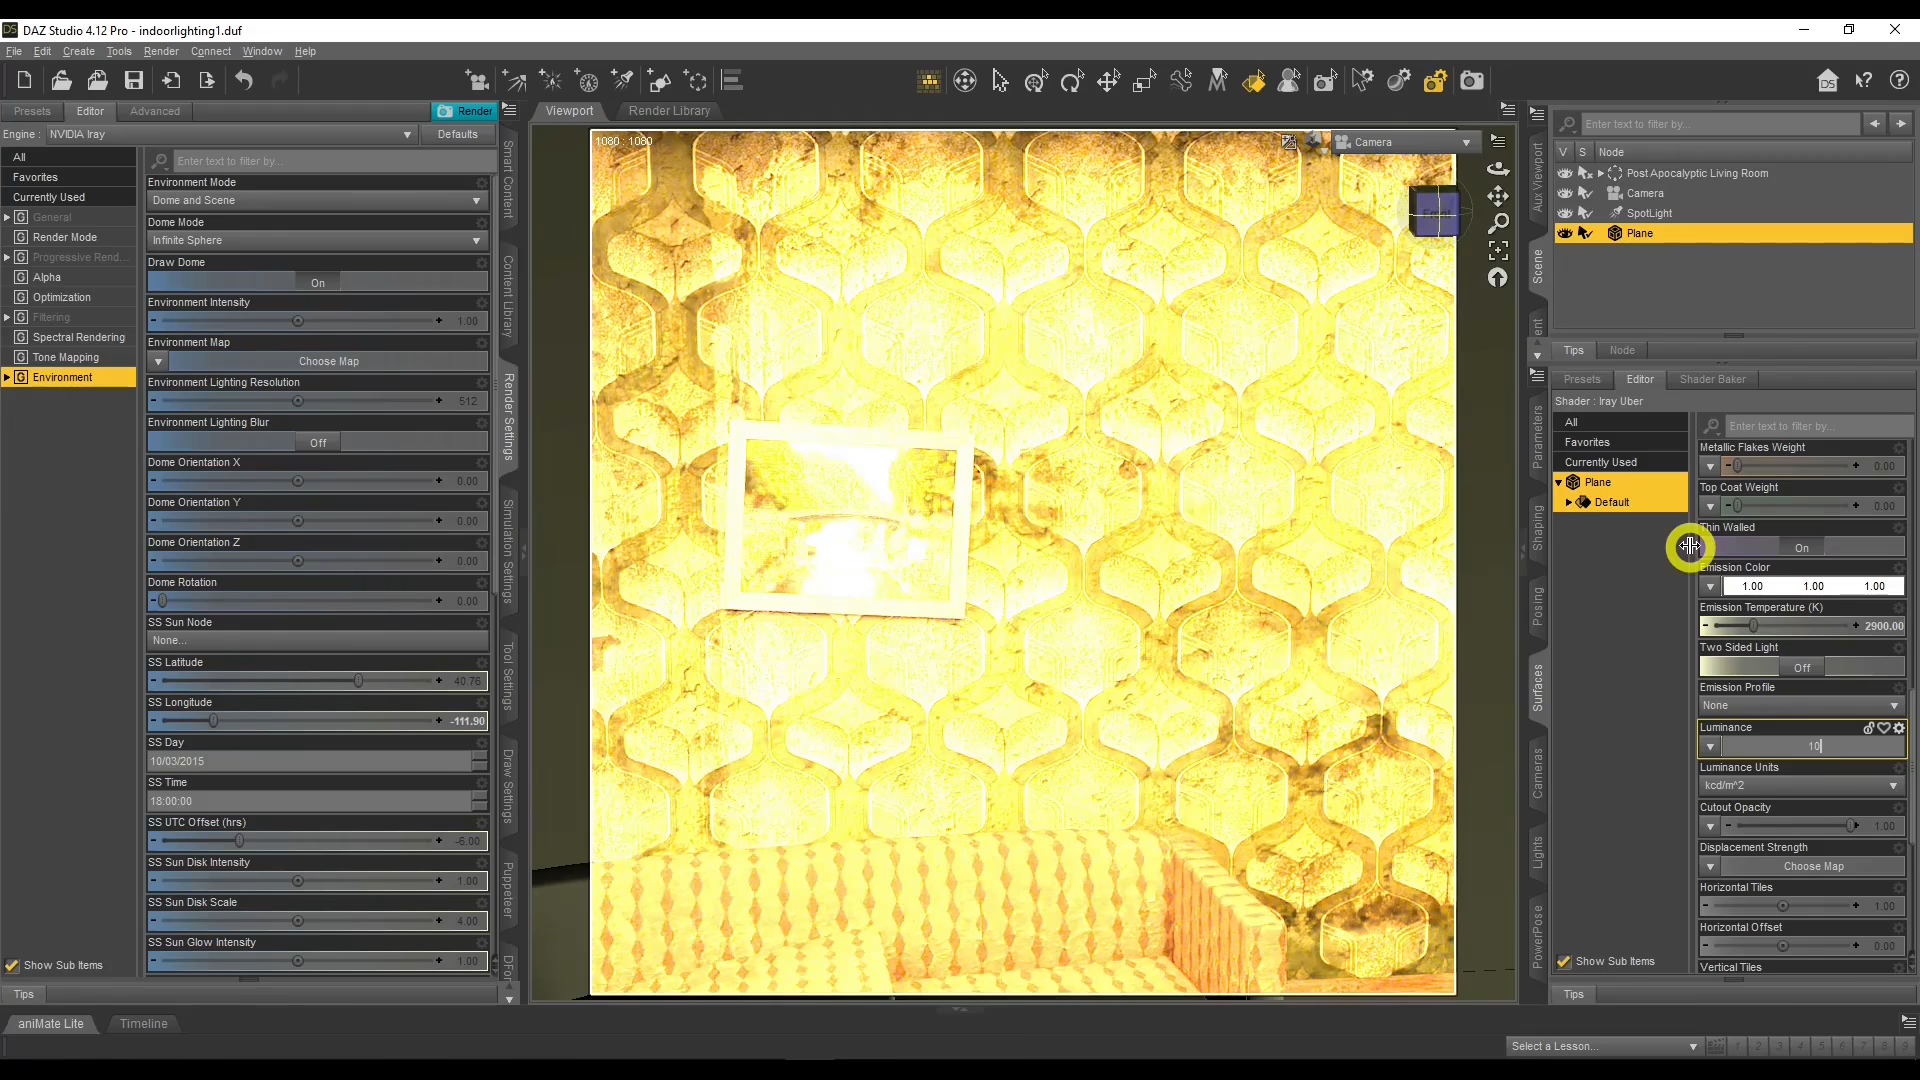 DAZ Studio 4.12 Pro - indoorlighting1.duf
File Edit Create Tools Render Connect Window Help
Presets Editor Advanced Render
Engine : NVIDIA Iray Defaults
All
Favorites
Currently Used
General
Render Mode
Progressive Rend...
Alpha
Optimization
Filtering
Spectral Rendering
Tone Mapping
Environment
Show Sub Items
Tips
Enter text to filter by...
Environment Mode
Dome and Scene
Dome Mode
Infinite Sphere
Draw Dome
On
Environment Intensity
1.00
Environment Map
Choose Map
Environment Lighting Resolution
512
Environment Lighting Blur
Off
Dome Orientation X
0.00
Dome Orientation Y
0.00
Dome Orientation Z
0.00
Dome Rotation
0.00
SS Sun Node
None...
SS Latitude
40.76
SS Longitude
-111.90
SS Day
10/03/2015
SS Time
18:00:00
SS UTC Offset (hrs)
-6.00
SS Sun Disk Intensity
1.00
SS Sun Disk Scale
4.00
SS Sun Glow Intensity
1.00
Smart Content
Content Library
Render Settings
Simulation Settings
Tool Settings
Draw Settings
Puppeteer
DFor
Viewport Render Library
1080 : 1080
Camera
Aux Viewport
Scene
ent
Enter text to filter by...
V S Node
Post Apocalyptic Living Room
Camera
SpotLight
Plane
Tips Node
Parameters
Shaping
Posing
Surfaces
Cameras
Lights
PowerPose
Presets Editor Shader Baker
Shader : Iray Uber
All
Favorites
Currently Used
Plane
Default
Show Sub Items
Tips
Enter text to filter by...
Metallic Flakes Weight
0.00
Top Coat Weight
0.00
Thin Walled
On
Emission Color
1.00 1.00 1.00
Emission Temperature (K)
2900.00
Two Sided Light
Off
Emission Profile
None
Luminance
10
Luminance Units
kcd/m^2
Cutout Opacity
1.00
Displacement Strength
Choose Map
Horizontal Tiles
1.00
Horizontal Offset
0.00
Vertical Tiles
aniMate Lite Timeline
Select a Lesson... 1 2 3 4 5 6 7 8 9